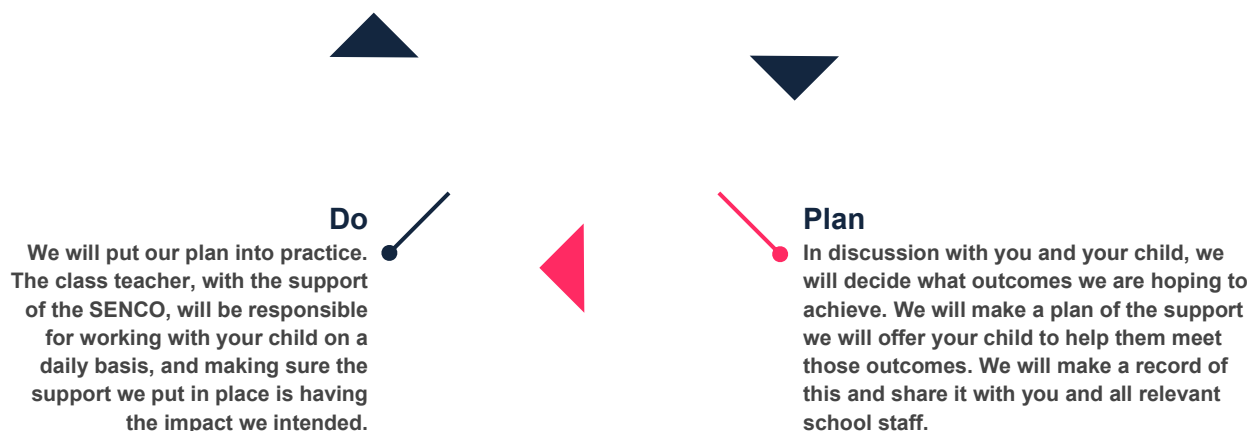 Do
We will put our plan into practice.
The class teacher, with the support
of the SENCO, will be responsible
for working with your child on a
daily basis, and making sure the
support we put in place is having
the impact we intended.
Plan
In discussion with you and your child, we
will decide what outcomes we are hoping to
achieve. We will make a plan of the support
we will offer your child to help them meet
those outcomes. We will make a record of
this and share it with you and all relevant
school staff.